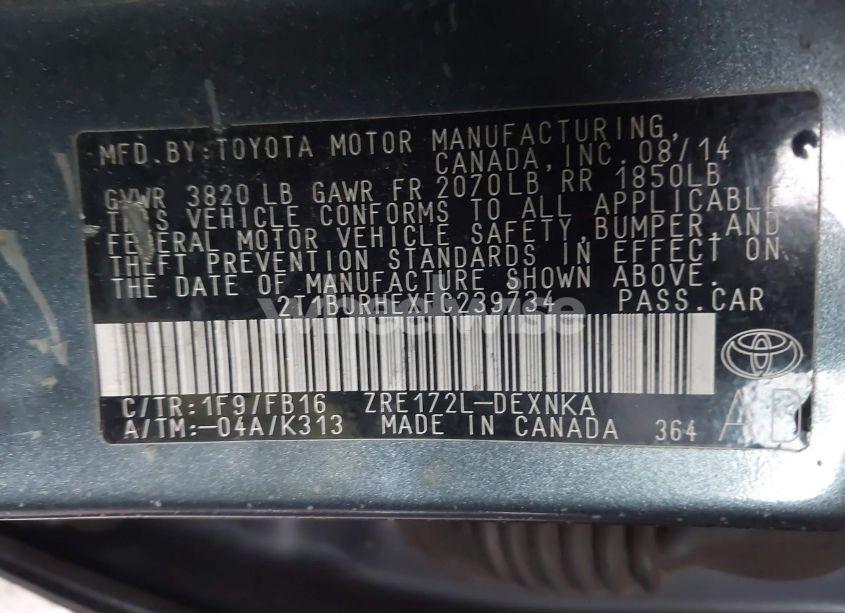 MFD.BY:TOYOTA MOTOR MANUFACTURING,
CANADA,INC. 08/14
GVWR 3820 LB GAWR FR 2070LB RR 1850LB
THIS VEHICLE CONFORMS TO ALL APPLICABLE
FEDERAL MOTOR VEHICLE SAFETY,BUMPER,AND
THEFT PREVENTION STANDARDS IN EFFECT ON
THE DATE OF MANUFACTURE SHOWN ABOVE.
2T1BURHEXFC239734 PASS.CAR
C/TR:1F9/FB16 ZRE172L-DEXNKA
A/TM:-04A/K313 MADE IN CANADA 364 AD